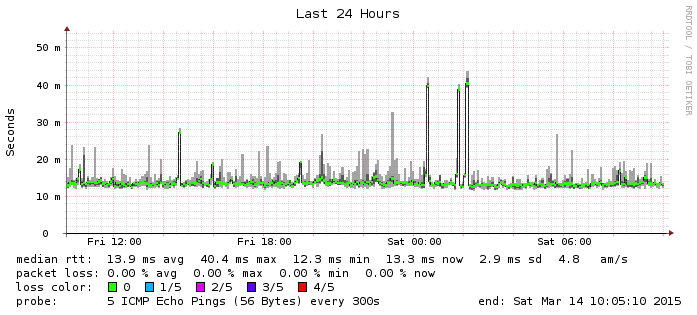 Last 24 Hours
RRDTOOL / TOBI OETIKER
Seconds
50 m
40 m
30 m
20 m
10 m
0
Fri 12:00 Fri 18:00 Sat 00:00 Sat 06:00
median rtt: 13.9 ms avg 40.4 ms max 12.3 ms min 13.3 ms now 2.9 ms sd 4.8 am/s
packet loss: 0.00 % avg 0.00 % max 0.00 % min 0.00 % now
loss color: 0 1/5 2/5 3/5 4/5
probe: 5 ICMP Echo Pings (56 Bytes) every 300s end: Sat Mar 14 10:05:10 2015